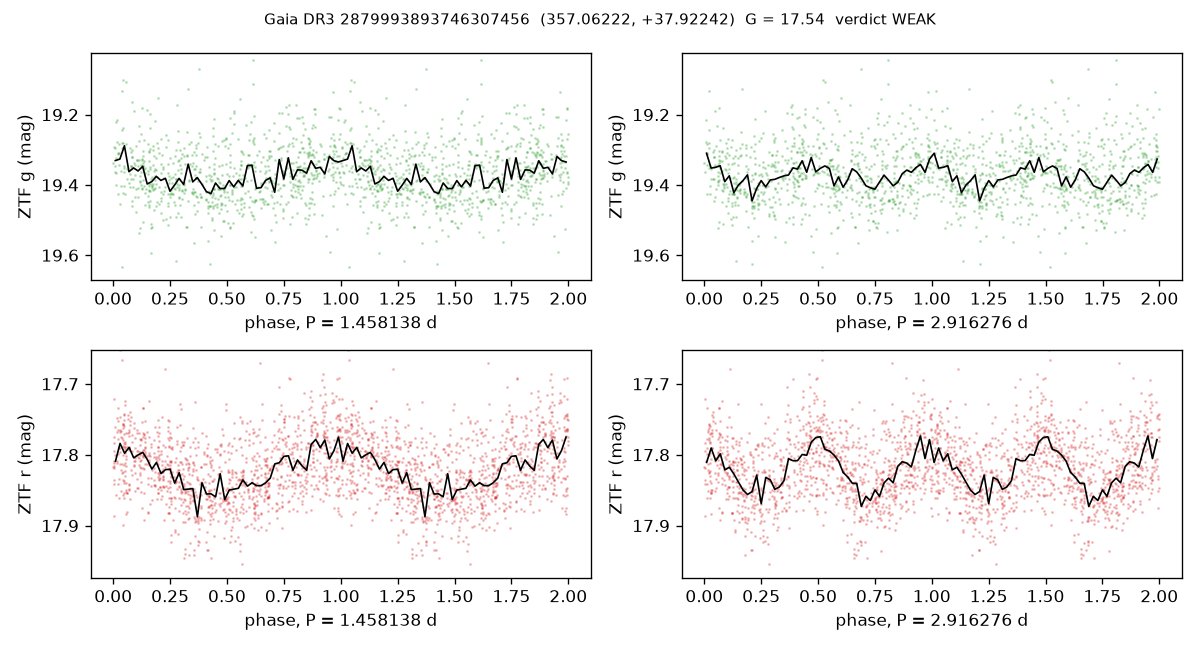 Gaia DR3 2879993893746307456  (357.06222, +37.92242)  G = 17.54  verdict WEAK
ZTF g (mag)
19.2
19.4
19.6
0.00 0.25 0.50 0.75 1.00 1.25 1.50 1.75 2.00
phase, P = 1.458138 d
ZTF g (mag)
19.2
19.4
19.6
0.00 0.25 0.50 0.75 1.00 1.25 1.50 1.75 2.00
phase, P = 2.916276 d
ZTF r (mag)
17.7
17.8
17.9
0.00 0.25 0.50 0.75 1.00 1.25 1.50 1.75 2.00
phase, P = 1.458138 d
ZTF r (mag)
17.7
17.8
17.9
0.00 0.25 0.50 0.75 1.00 1.25 1.50 1.75 2.00
phase, P = 2.916276 d